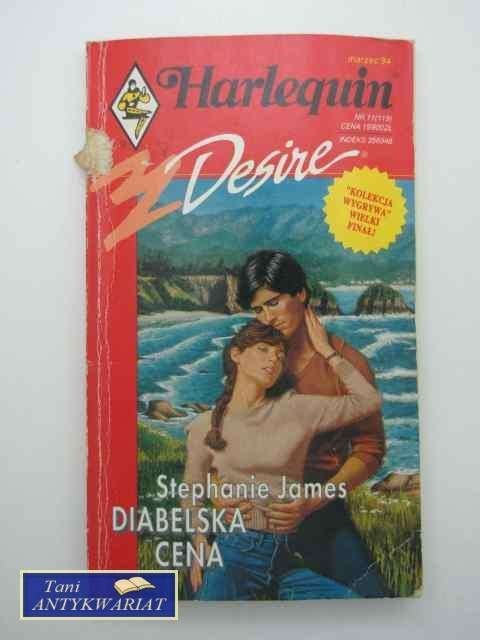 marzec '94
Harlequin
NR 11(119)
CENA 19900ZŁ
INDEKS 356948
Desire
"KOLEKCJA
WYGRYWA"
WIELKI
FINAŁ!
Stephanie James
DIABELSKA
CENA
Tani
ANTYKWARIAT